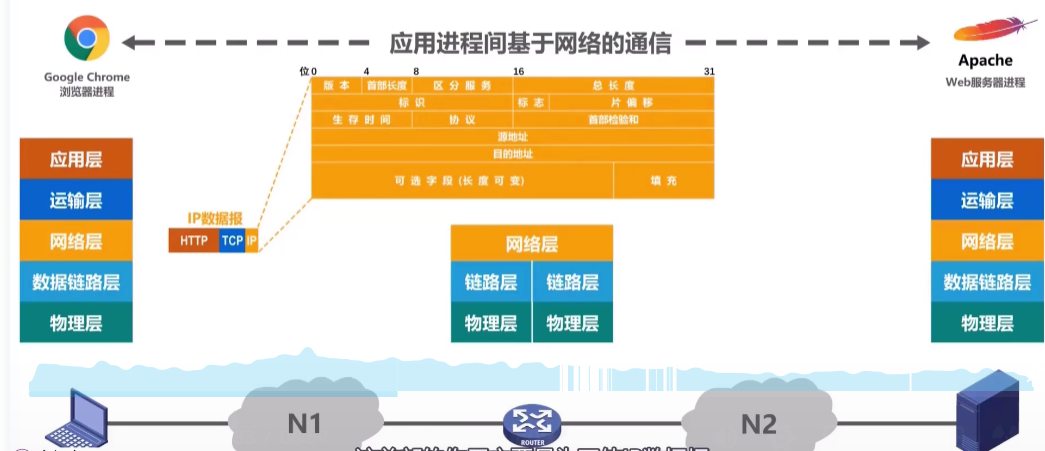 应用进程间基于网络的通信
Google Chrome
浏览器进程
Apache
Web服务器进程
位 0 4 8 16 31
版本 首部长度 区分服务 总长度
标识 标志 片偏移
生存时间 协议 首部检验和
源地址
目的地址
可选字段(长度可变) 填充
应用层
运输层
网络层
数据链路层
物理层
IP数据报
HTTP TCP IP
网络层
链路层 链路层
物理层 物理层
应用层
运输层
网络层
数据链路层
物理层
N1
ROUTER
N2